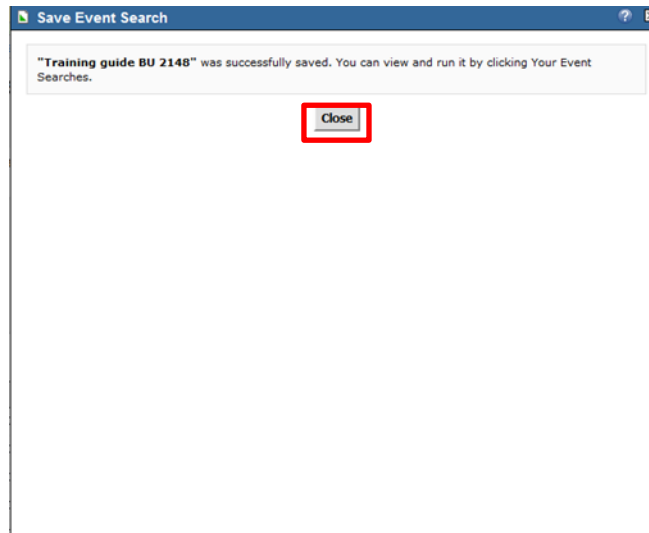 Save Event Search
"Training guide BU 2148" was successfully saved. You can view and run it by clicking Your Event
Searches.
Close